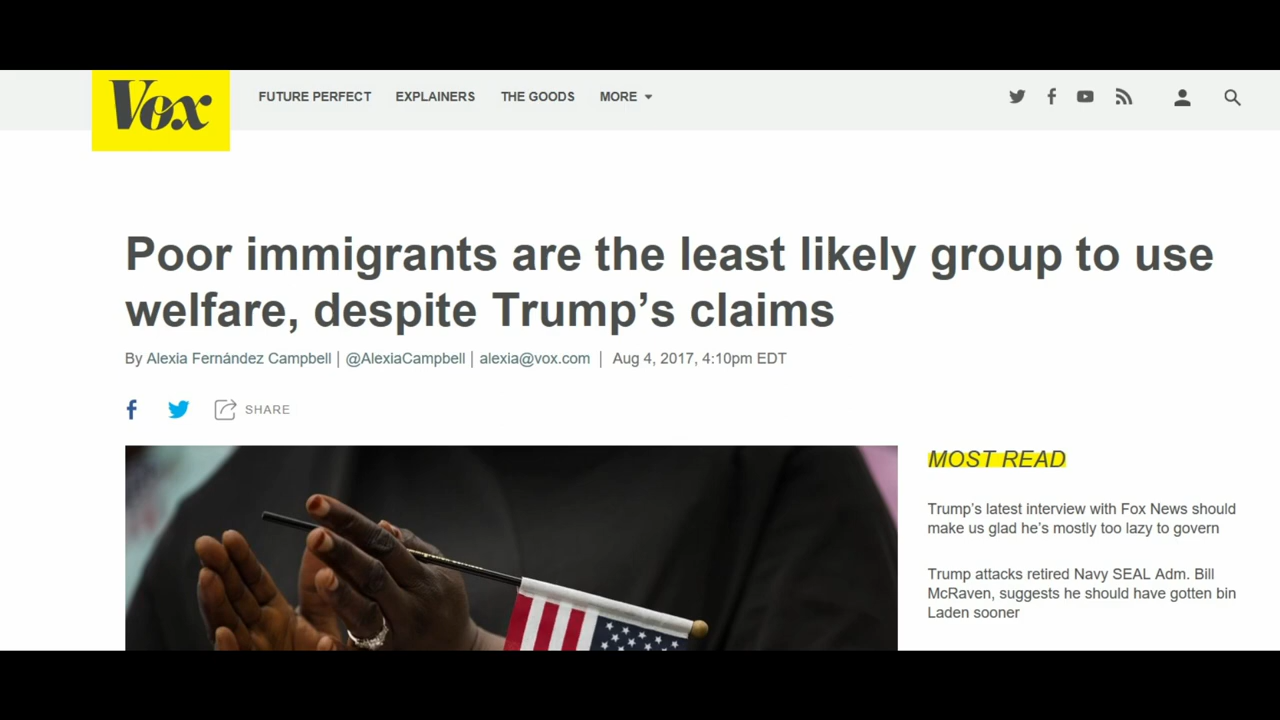 Vox
FUTURE PERFECT EXPLAINERS THE GOODS MORE
Poor immigrants are the least likely group to use
welfare, despite Trump’s claims
By Alexia Fernández Campbell | @AlexiaCampbell | alexia@vox.com | Aug 4, 2017, 4:10pm EDT
SHARE
MOST READ
Trump’s latest interview with Fox News should
make us glad he’s mostly too lazy to govern
Trump attacks retired Navy SEAL Adm. Bill
McRaven, suggests he should have gotten bin
Laden sooner